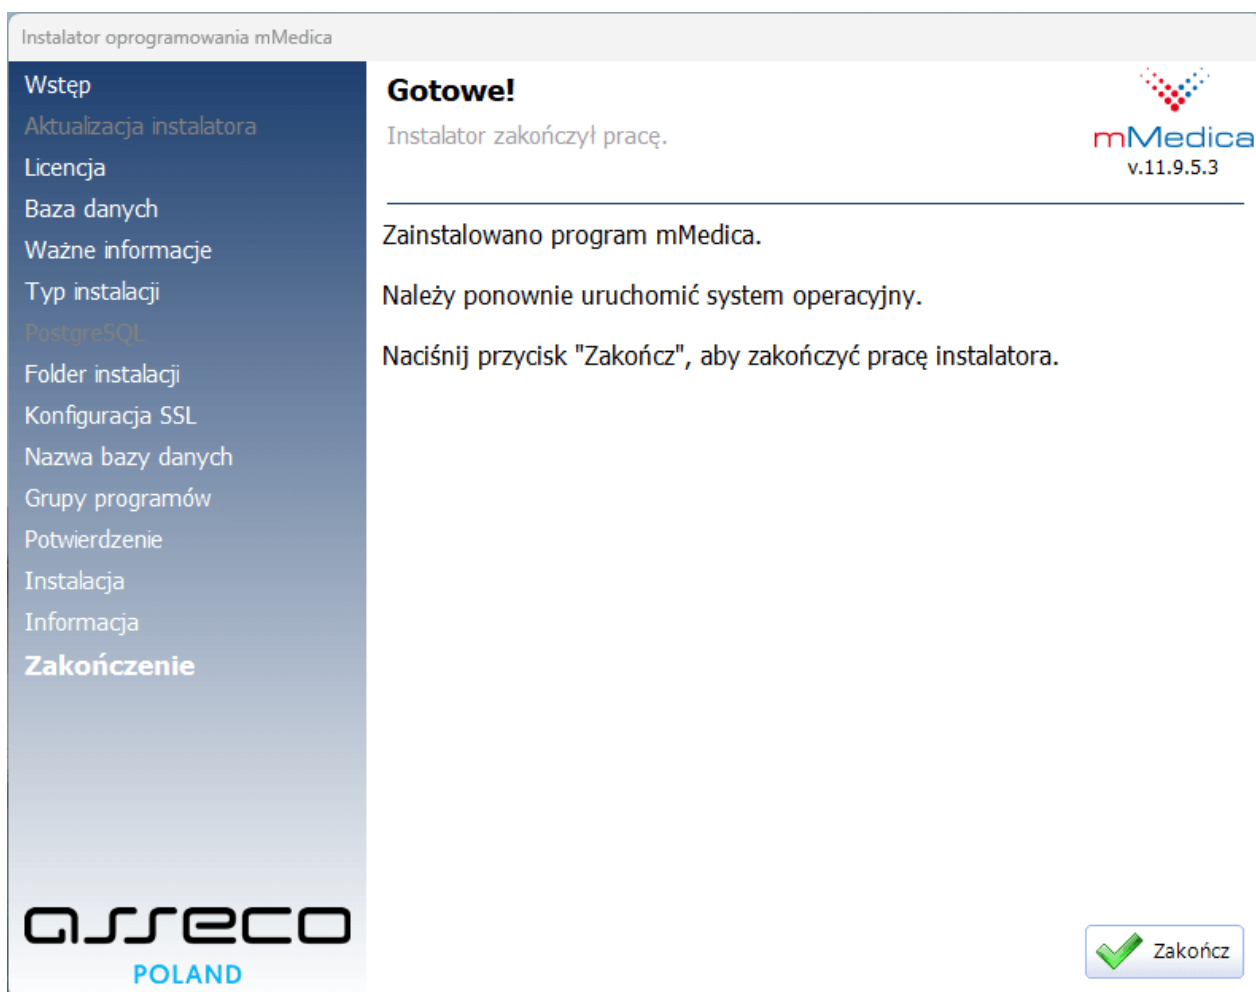 Instalator oprogramowania mMedica
Wstęp
Aktualizacja instalatora
Licencja
Baza danych
Ważne informacje
Typ instalacji
PostgreSQL
Folder instalacji
Konfiguracja SSL
Nazwa bazy danych
Grupy programów
Potwierdzenie
Instalacja
Informacja
Zakończenie
asseco
POLAND
Gotowe!
Instalator zakończył pracę.
mMedica
v.11.9.5.3
Zainstalowano program mMedica.
Należy ponownie uruchomić system operacyjny.
Naciśnij przycisk "Zakończ", aby zakończyć pracę instalatora.
Zakończ